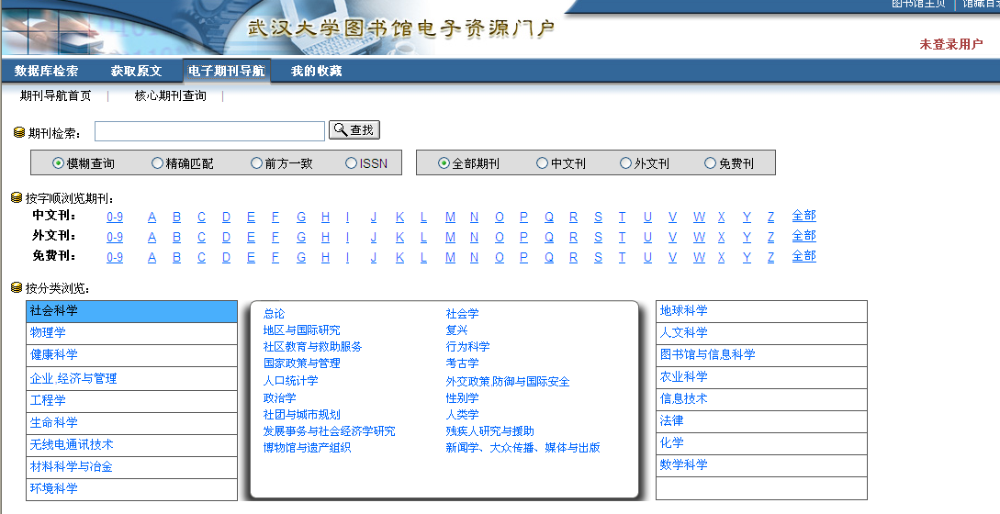 图书馆主页 | 馆藏目录
武汉大学图书馆电子资源门户
未登录用户
数据库检索 获取原文 电子期刊导航 我的收藏
期刊导航首页 | 核心期刊查询 |
期刊检索： 查找
模糊查询 精确匹配 前方一致 ISSN 全部期刊 中文刊 外文刊 免费刊
按字顺浏览期刊：
中文刊： 0-9 A B C D E F G H I J K L M N O P Q R S T U V W X Y Z 全部
外文刊： 0-9 A B C D E F G H I J K L M N O P Q R S T U V W X Y Z 全部
免费刊： 0-9 A B C D E F G H I J K L M N O P Q R S T U V W X Y Z 全部
按分类浏览：
社会科学
物理学
健康科学
企业,经济与管理
工程学
生命科学
无线电通讯技术
材料科学与冶金
环境科学
总论 社会学
地区与国际研究 复兴
社区教育与救助服务 行为科学
国家政策与管理 考古学
人口统计学 外交政策,防御与国际安全
政治学 性别学
社团与城市规划 人类学
发展事务与社会经济学研究 残疾人研究与援助
博物馆与遗产组织 新闻学、大众传播、媒体与出版
地球科学
人文科学
图书馆与信息科学
农业科学
信息技术
法律
化学
数学科学